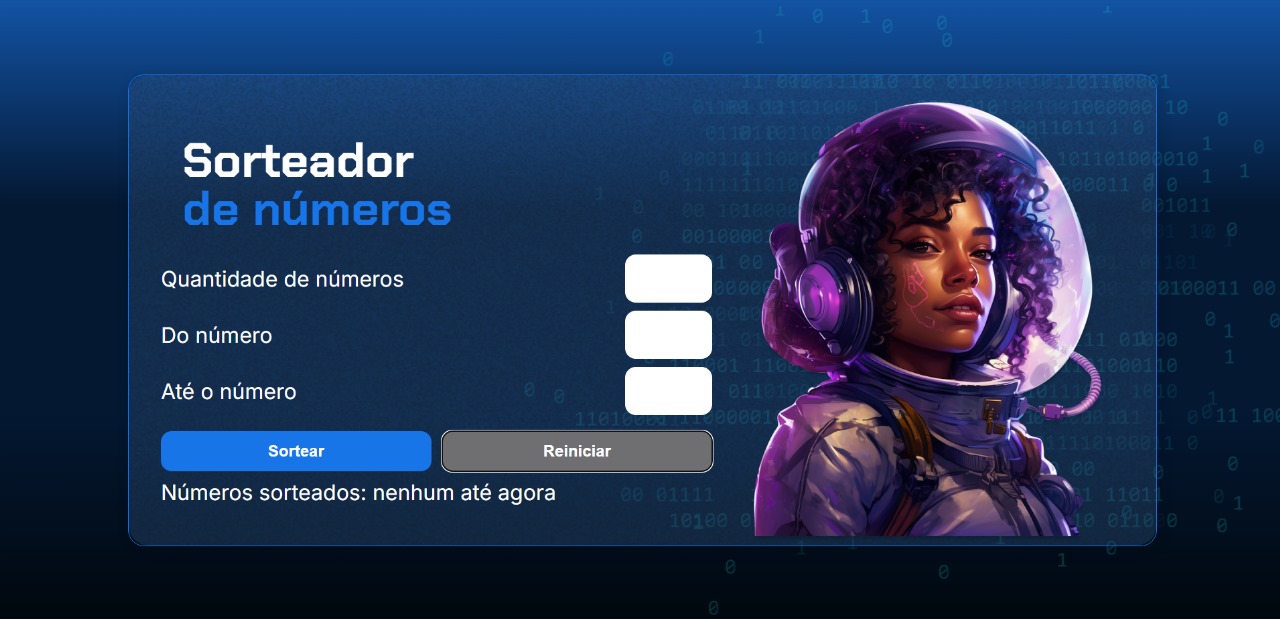 Sorteador
de números
Quantidade de números
Do número
Até o número
Sortear
Reiniciar
Números sorteados: nenhum até agora